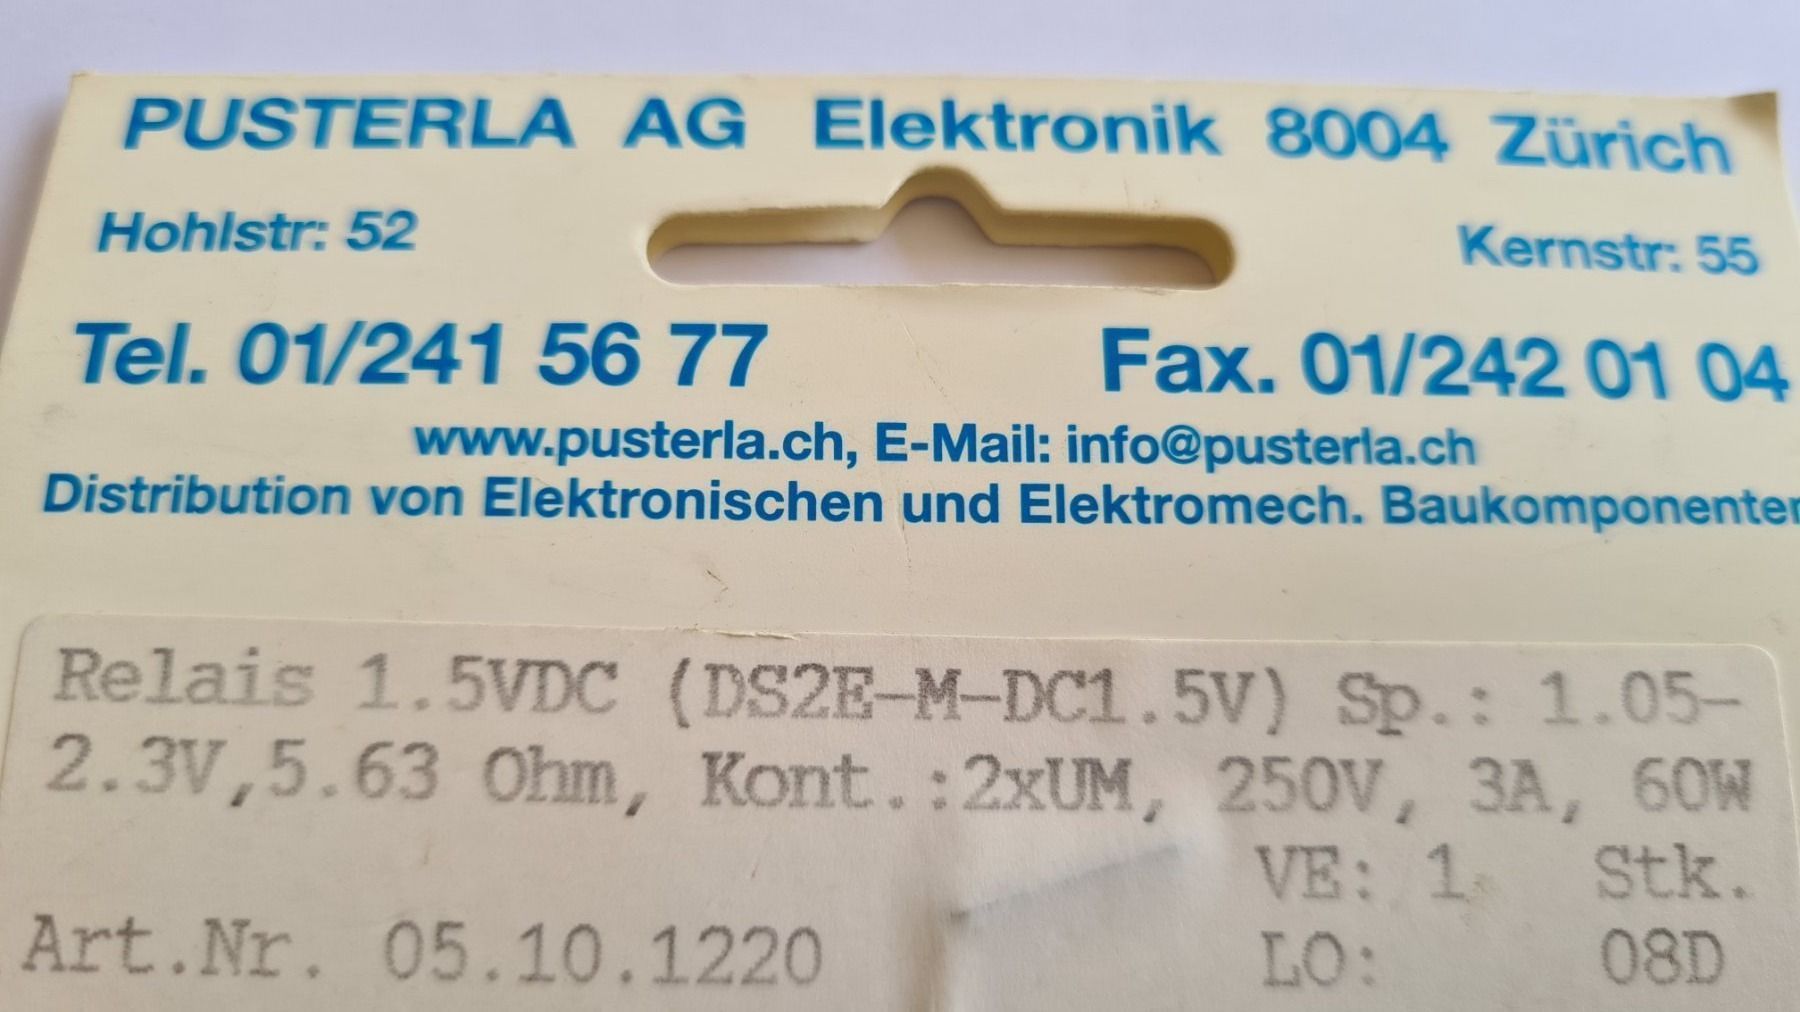 PUSTERLA AG Elektronik 8004 Zürich
Hohlstr: 52 Kernstr: 55
Tel. 01/241 56 77 Fax. 01/242 01 04
www.pusterla.ch, E-Mail: info@pusterla.ch
Distribution von Elektronischen und Elektromech. Baukomponenten
Relais 1.5VDC (DS2E-M-DC1.5V) Sp.: 1.05-
2.3V,5.63 Ohm, Kont.:2xUM, 250V, 3A, 60W
VE: 1 Stk.
Art.Nr. 05.10.1220 LO: 08D